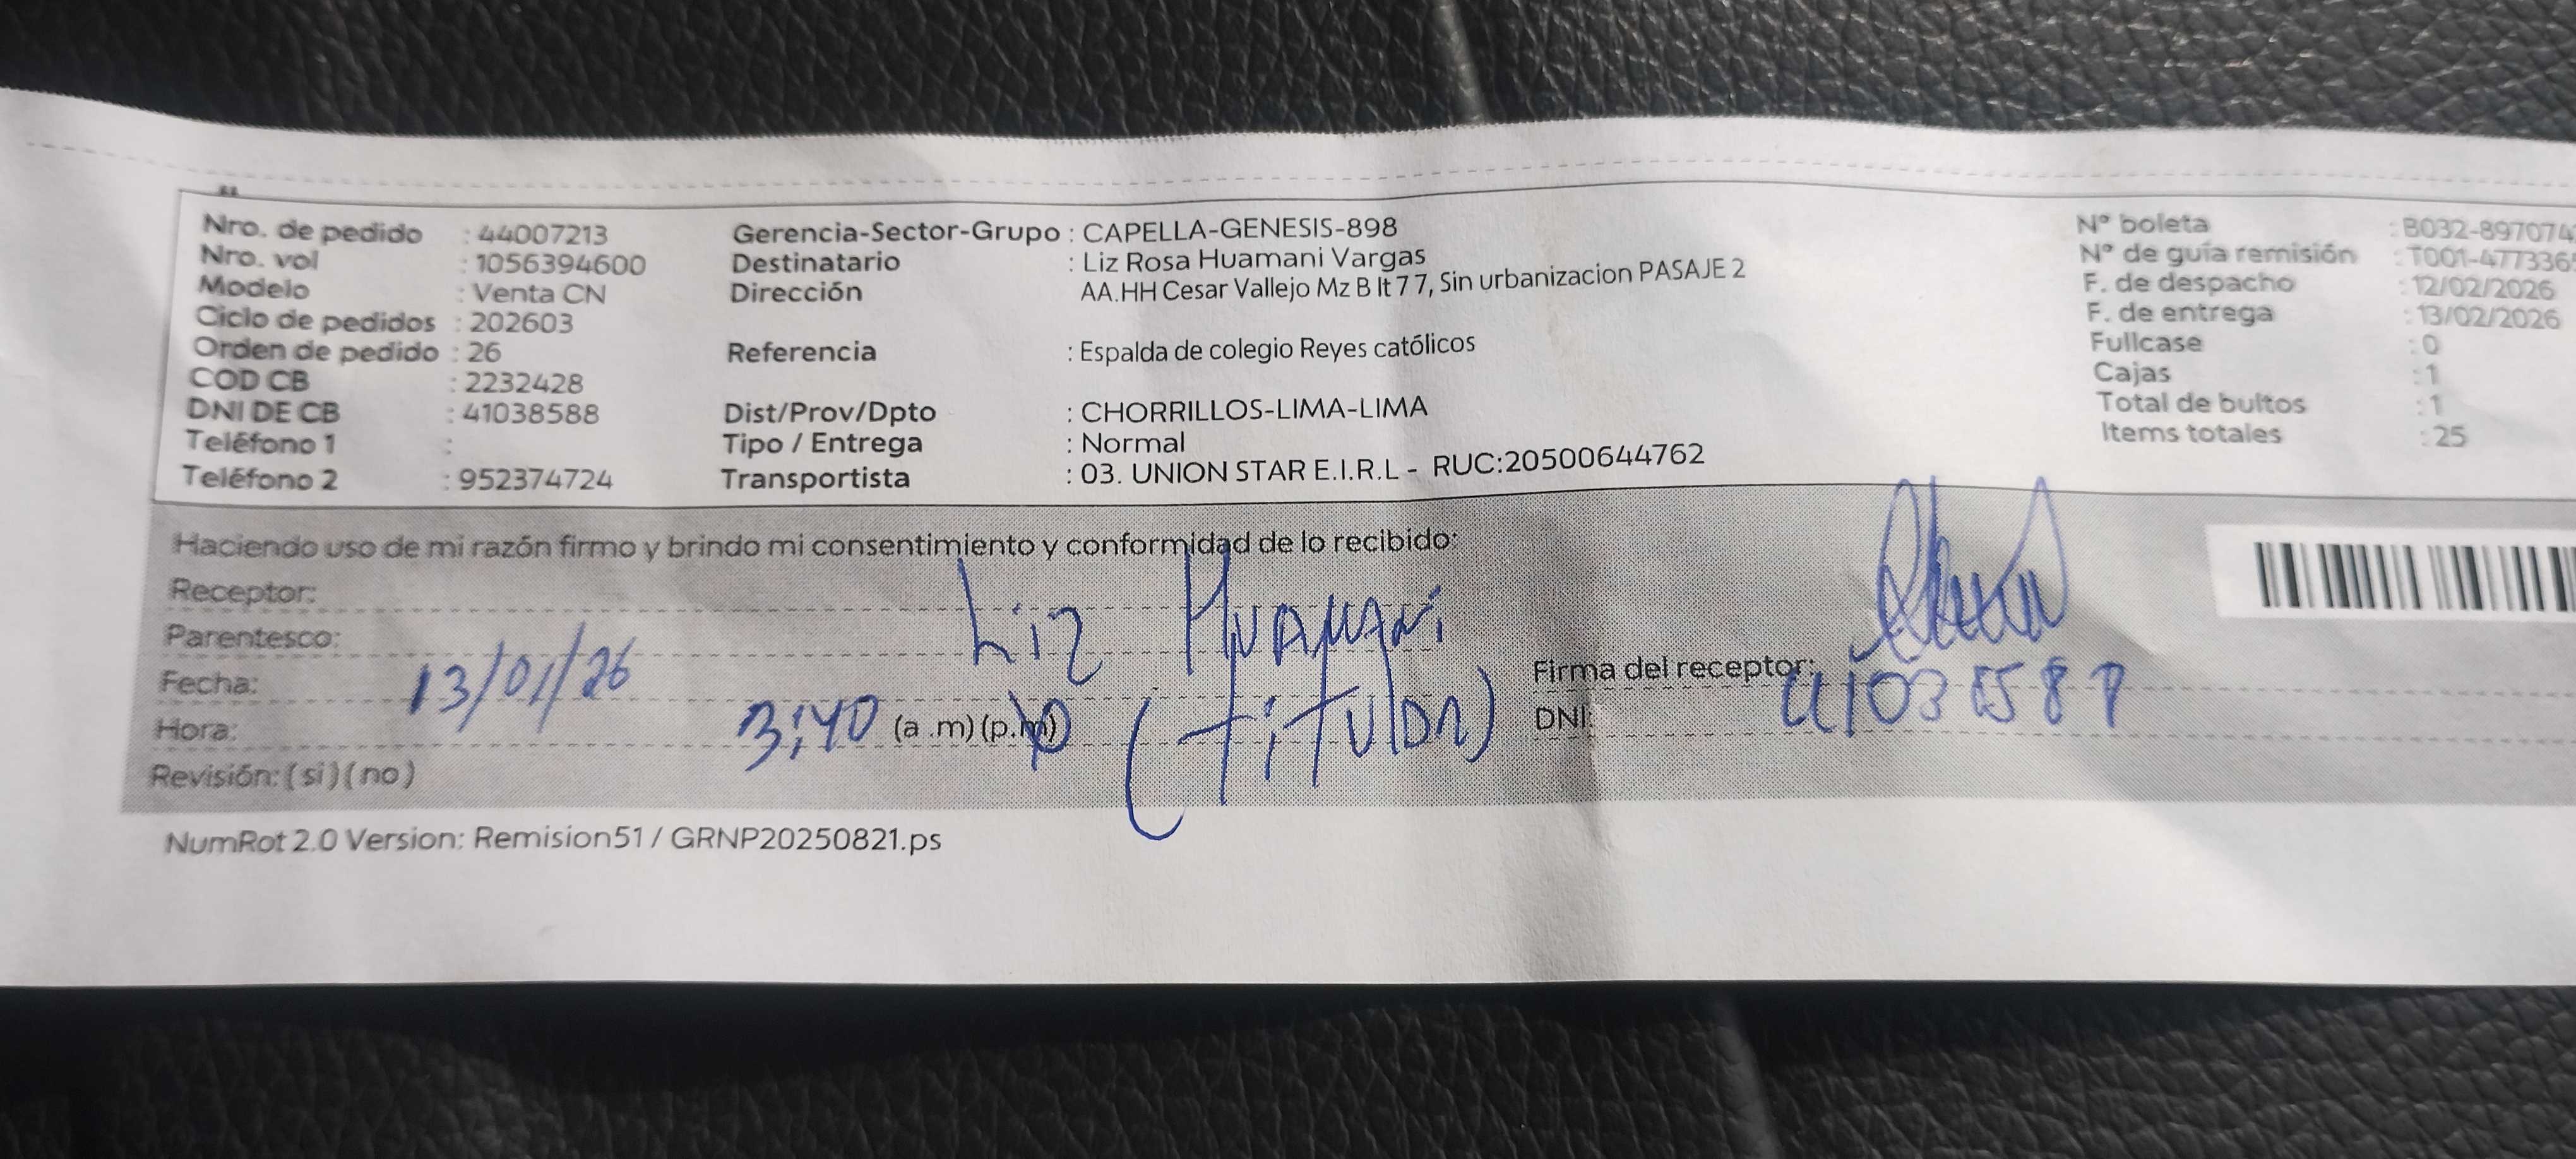 Nro. de pedido : 44007213
Nro. vol : 1056394600
Modelo : Venta CN
Ciclo de pedidos : 202603
Orden de pedido : 26
COD CB : 2232428
DNI DE CB : 41038588
Teléfono 1 :
Teléfono 2 : 952374724
Gerencia-Sector-Grupo : CAPELLA-GENESIS-898
Destinatario : Liz Rosa Huamani Vargas
Dirección AA.HH Cesar Vallejo Mz B lt 7 7, Sin urbanizacion PASAJE 2
Referencia : Espalda de colegio Reyes católicos
Dist/Prov/Dpto : CHORRILLOS-LIMA-LIMA
Tipo / Entrega : Normal
Transportista : 03. UNION STAR E.I.R.L - RUC:20500644762
N° boleta : B032-897074
N° de guía remisión : T001-477336
F. de despacho : 12/02/2026
F. de entrega : 13/02/2026
Fullcase : 0
Cajas : 1
Total de bultos : 1
Items totales : 25
Haciendo uso de mi razón firmo y brindo mi consentimiento y conformidad de lo recibido:
Receptor: Liz Huamaní
Parentesco: (titular)
Fecha: 13/01/26
Hora: 3:40 (a .m) (p.m)
Revisión: ( si ) ( no )
Firma del receptor:
DNI:
NumRot 2.0 Version: Remision51 / GRNP20250821.ps